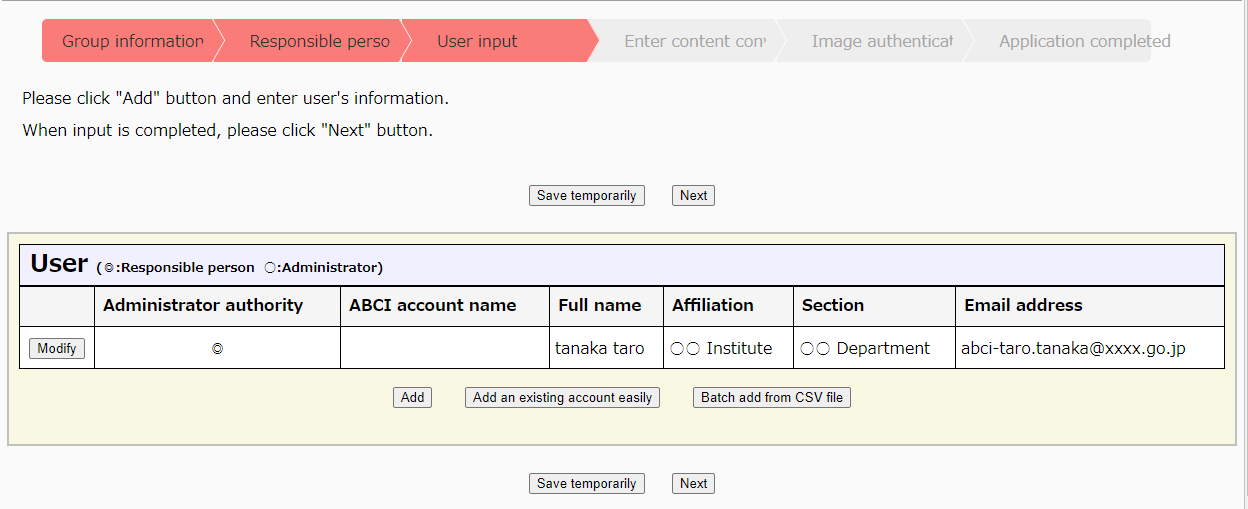 Group information Responsible perso User input Enter content con Image authenticat Application completed
Please click "Add" button and enter user's information.
When input is completed, please click "Next" button.
Save temporarily Next
User (◎:Responsible person ○:Administrator)
Administrator authority ABCI account name Full name Affiliation Section Email address
Modify ◎ tanaka taro ○○ Institute ○○ Department abci-taro.tanaka@xxxx.go.jp
Add Add an existing account easily Batch add from CSV file
Save temporarily Next